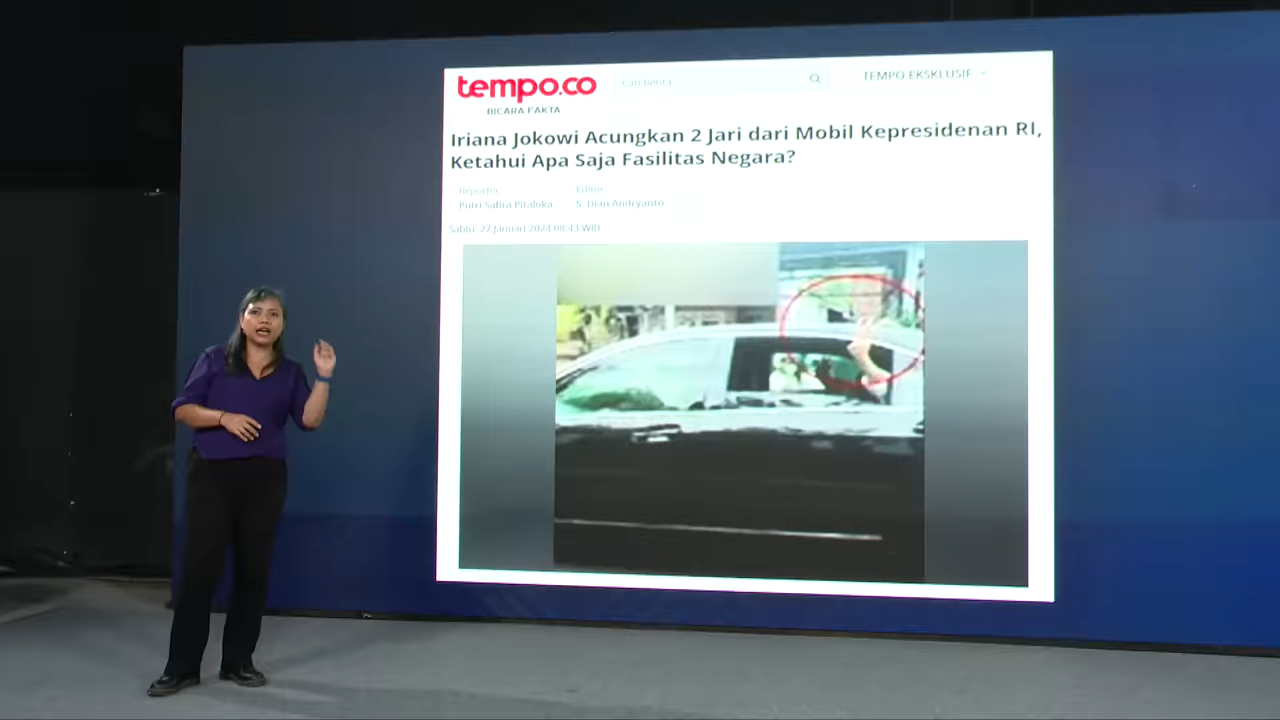 tempo.co
BICARA FAKTA
Cari Berita
TEMPO EKSKLUSIF
Iriana Jokowi Acungkan 2 Jari dari Mobil Kepresidenan RI,
Ketahui Apa Saja Fasilitas Negara?
Reporter Editor
Putri Safira Pitaloka S. Dian Andryanto
Sabtu, 27 Januari 2024 08:43 WIB